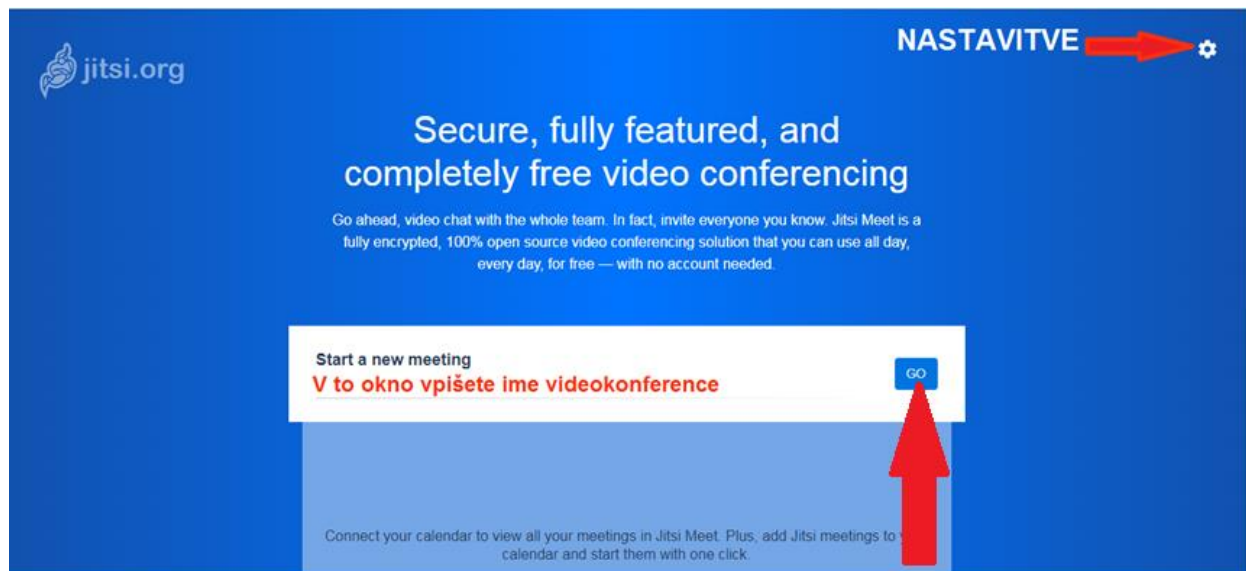 NASTAVITVE
jitsi.org
Secure, fully featured, and
completely free video conferencing
Go ahead, video chat with the whole team. In fact, invite everyone you know. Jitsi Meet is a
fully encrypted, 100% open source video conferencing solution that you can use all day,
every day, for free — with no account needed.
Start a new meeting
V to okno vpišete ime videokonference
GO
Connect your calendar to view all your meetings in Jitsi Meet. Plus, add Jitsi meetings to
calendar and start them with one click.